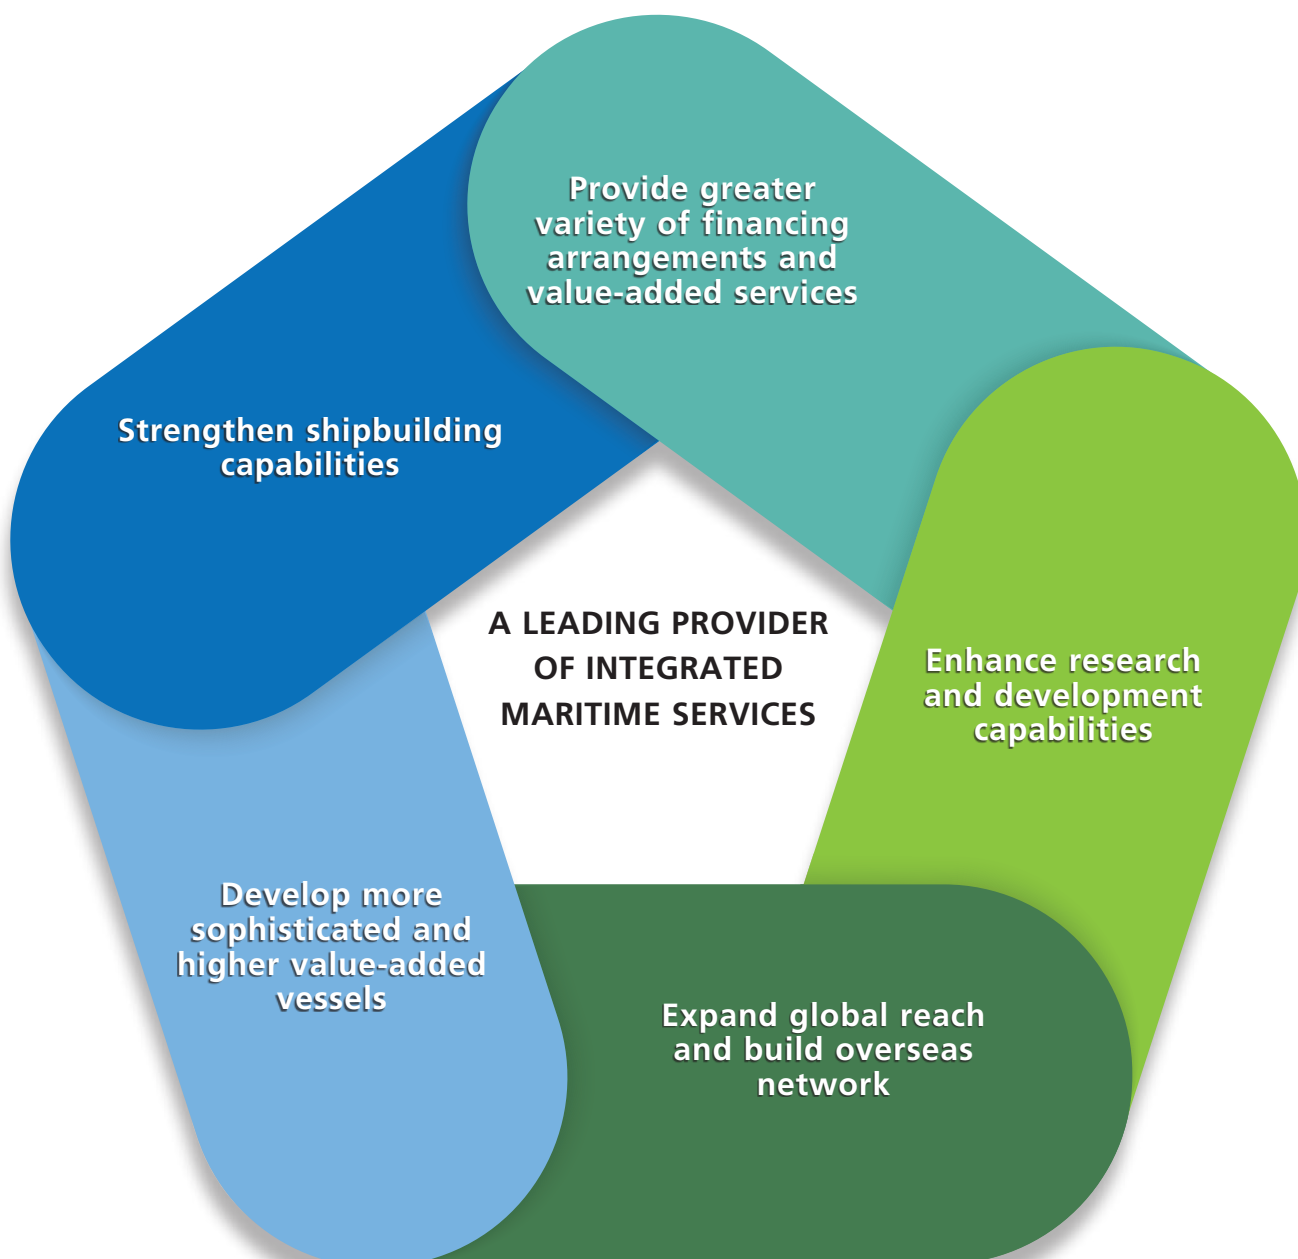 Provide greater
variety of financing
arrangements and
value-added services
Strengthen shipbuilding
capabilities
A LEADING PROVIDER
OF INTEGRATED
MARITIME SERVICES
Enhance research
and development
capabilities
Develop more
sophisticated and
higher value-added
vessels
Expand global reach
and build overseas
network